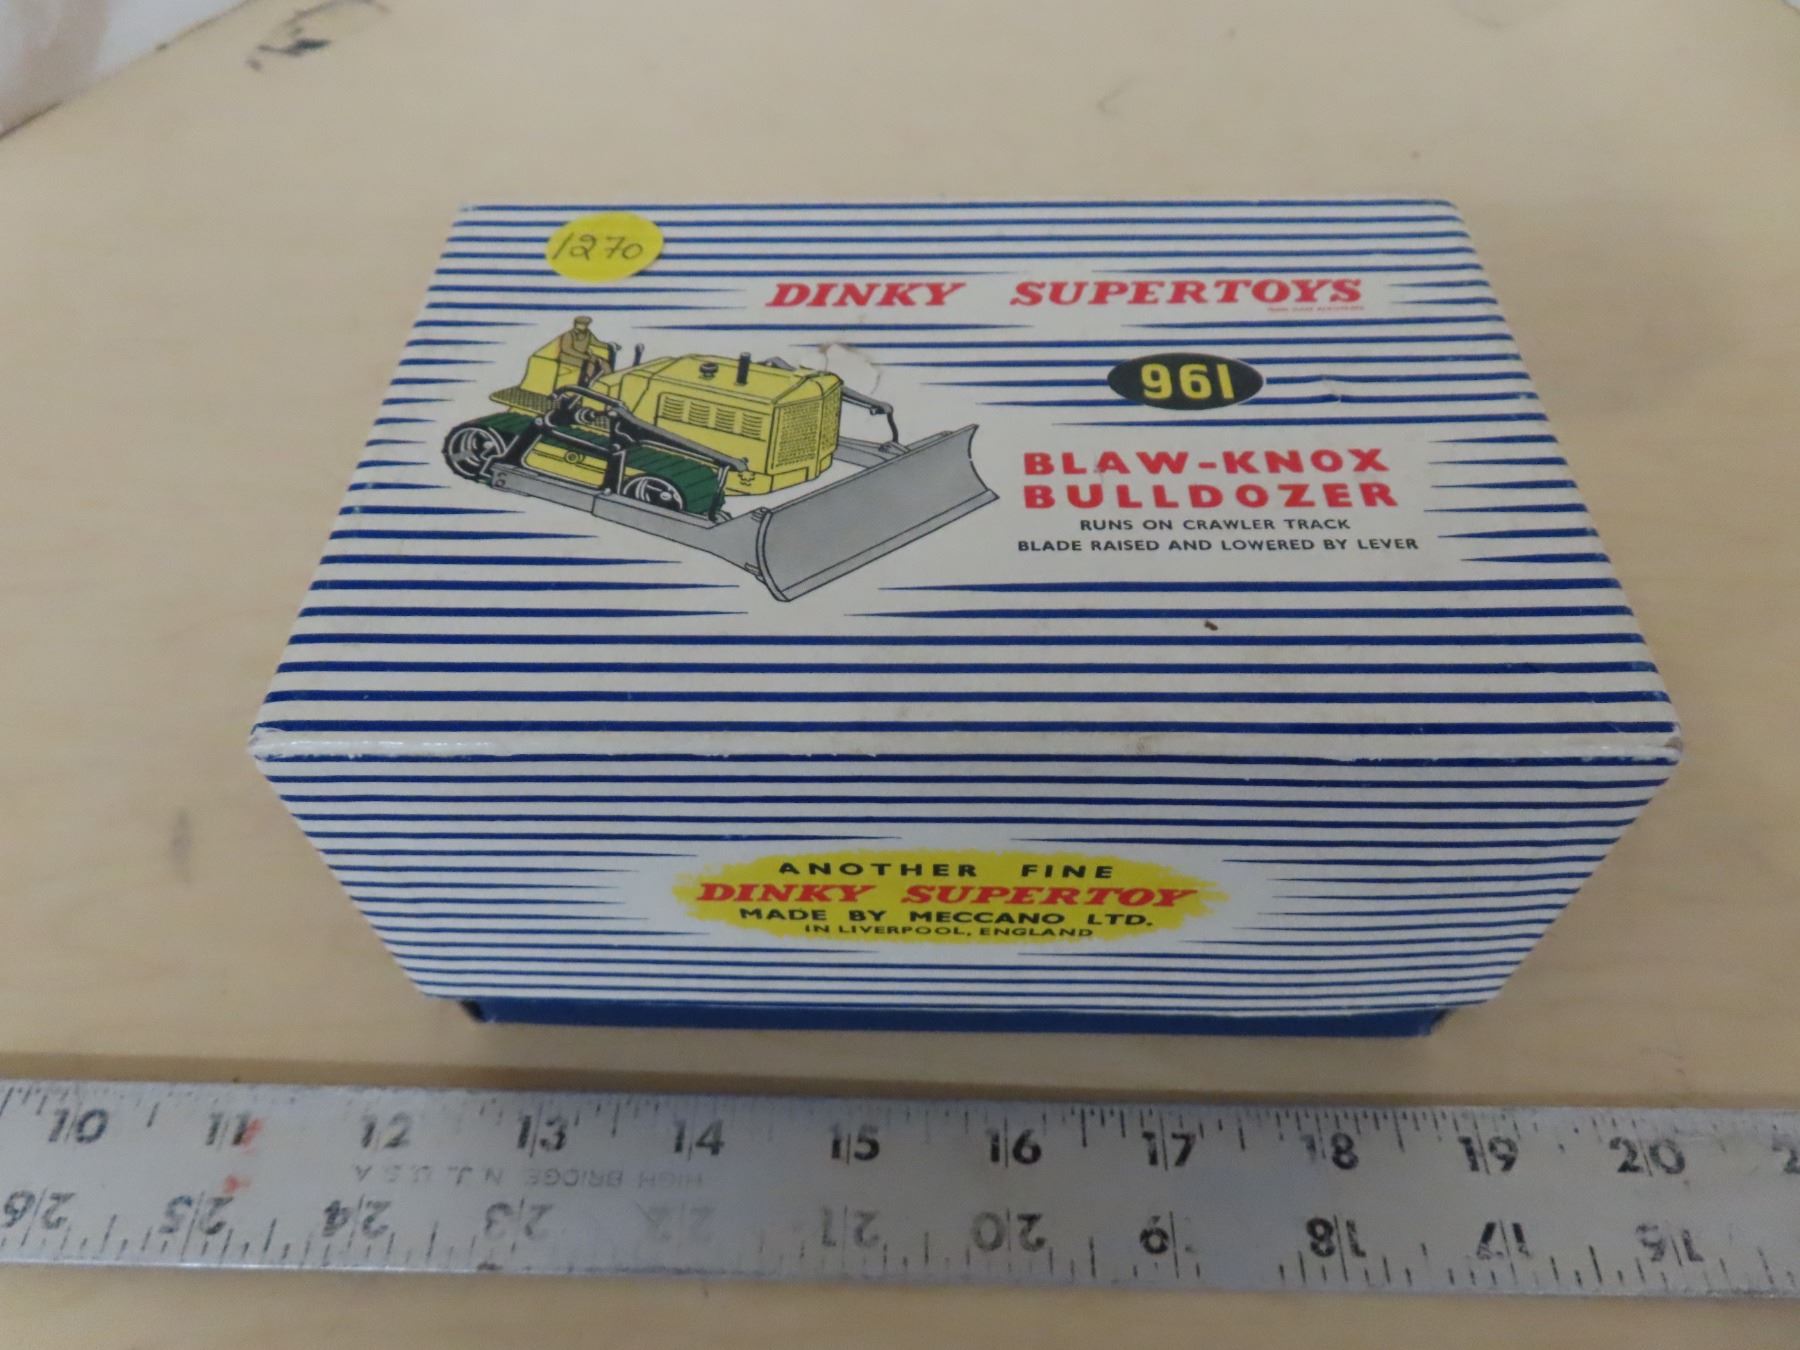 1270
DINKY SUPERTOYS
961
BLAW-KNOX
BULLDOZER
RUNS ON CRAWLER TRACK
BLADE RAISED AND LOWERED BY LEVER
ANOTHER FINE
DINKY SUPERTOY
MADE BY MECCANO LTD.
IN LIVERPOOL, ENGLAND
10 11 12 13 14 15 16 17 18 19 20
HIGH BRIDGE N.J. U.S.A
26 25 24 23 22 21 20 19 18 17 16